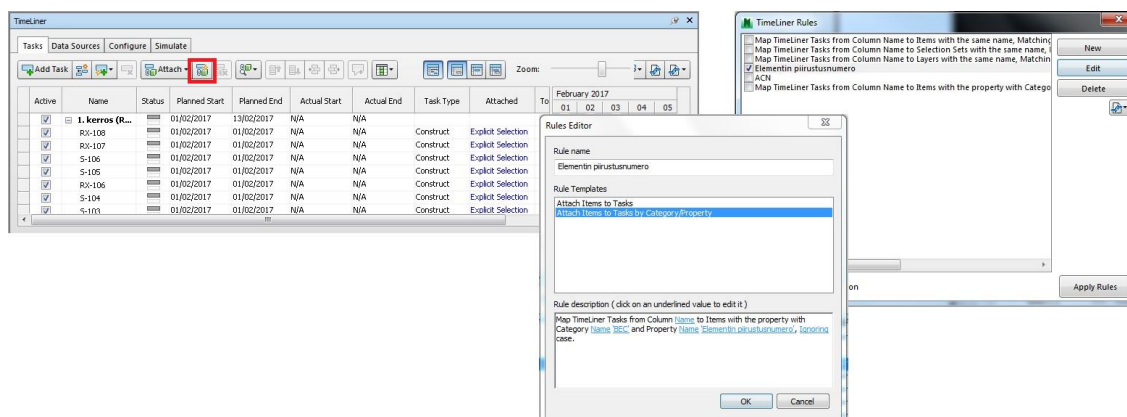 TimeLiner
Tasks Data Sources Configure Simulate
Add Task Attach Zoom:
Active Name Status Planned Start Planned End Actual Start Actual End Task Type Attached To February 2017
01 02 03 04 05
1. kerros (R... 01/02/2017 13/02/2017 N/A N/A
RX-108 01/02/2017 01/02/2017 N/A N/A Construct Explicit Selection
RX-107 01/02/2017 01/02/2017 N/A N/A Construct Explicit Selection
S-106 01/02/2017 01/02/2017 N/A N/A Construct Explicit Selection
S-105 01/02/2017 01/02/2017 N/A N/A Construct Explicit Selection
RX-106 01/02/2017 01/02/2017 N/A N/A Construct Explicit Selection
S-104 01/02/2017 01/02/2017 N/A N/A Construct Explicit Selection
S-103 01/02/2017 01/02/2017 N/A N/A Construct Explicit Selection
Rules Editor
Rule name
Elementin piirustusnumero
Rule Templates
Attach Items to Tasks
Attach Items to Tasks by Category/Property
Rule description ( click on an underlined value to edit it )
Map TimeLiner Tasks from Column Name to Items with the property with
Category Name 'BEC' and Property Name 'Elementin piirustusnumero', Ignoring
case.
OK Cancel
TimeLiner Rules
Map TimeLiner Tasks from Column Name to Items with the same name, Matching
Map TimeLiner Tasks from Column Name to Selection Sets with the same name,
Map TimeLiner Tasks from Column Name to Layers with the same name, Matchin
Elementin piirustusnumero
ACN
Map TimeLiner Tasks from Column Name to Items with the property with Catego
New
Edit
Delete
on
Apply Rules